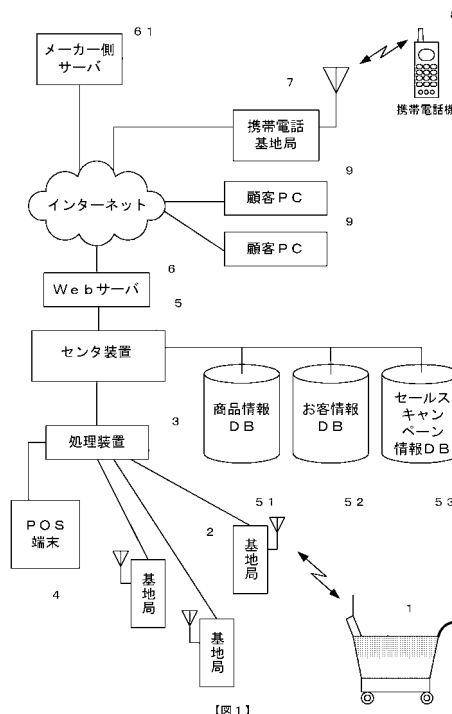 ６１
メーカー側
サーバ
８
７
携帯電話機
携帯電話
基地局
９
インターネット
顧客ＰＣ
９
顧客ＰＣ
６
Ｗｅｂサーバ
５
センタ装置
３
商品情報
ＤＢ
お客情報
ＤＢ
セールス
キャン
ペーン
情報ＤＢ
処理装置
５１
５２
５３
ＰＯＳ
端末
４
２
基地局
基地局
基地局
１
【図１】